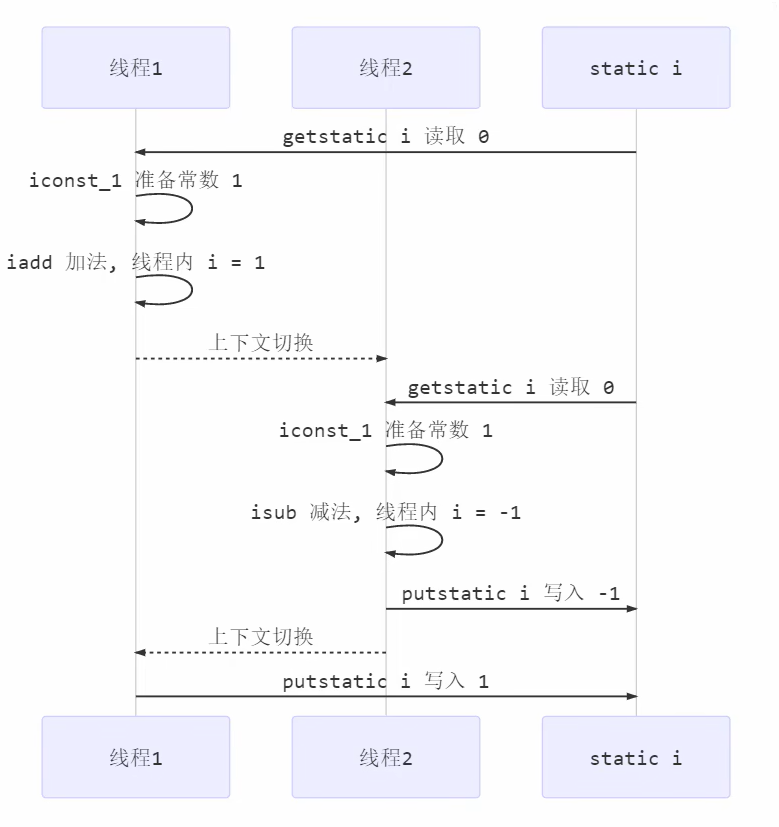 线程1
线程2
static i
getstatic i 读取 0
iconst_1 准备常数 1
iadd 加法, 线程内 i = 1
上下文切换
getstatic i 读取 0
iconst_1 准备常数 1
isub 减法, 线程内 i = -1
putstatic i 写入 -1
上下文切换
putstatic i 写入 1
线程1
线程2
static i